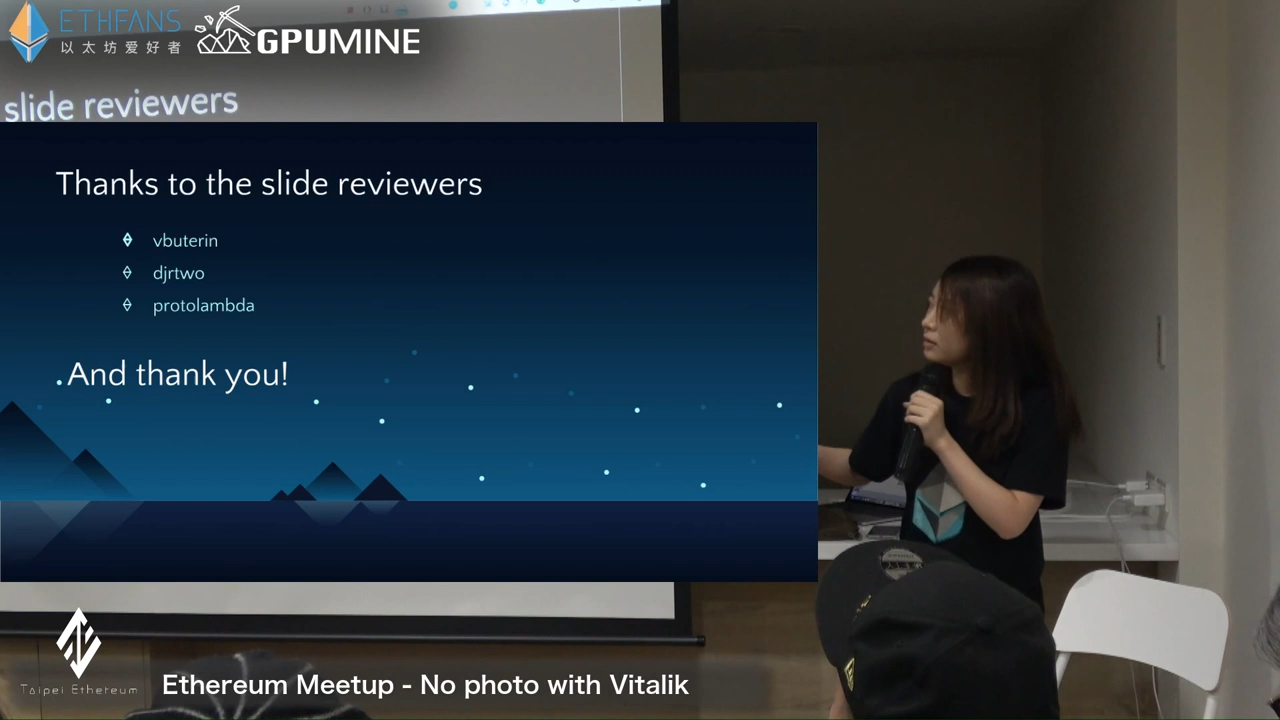 ETHFANS
以太坊爱好者
GPUMINE
slide reviewers
Thanks to the slide reviewers
vbuterin
djrtwo
protolambda
And thank you!
Taipei Ethereum
Ethereum Meetup - No photo with Vitalik